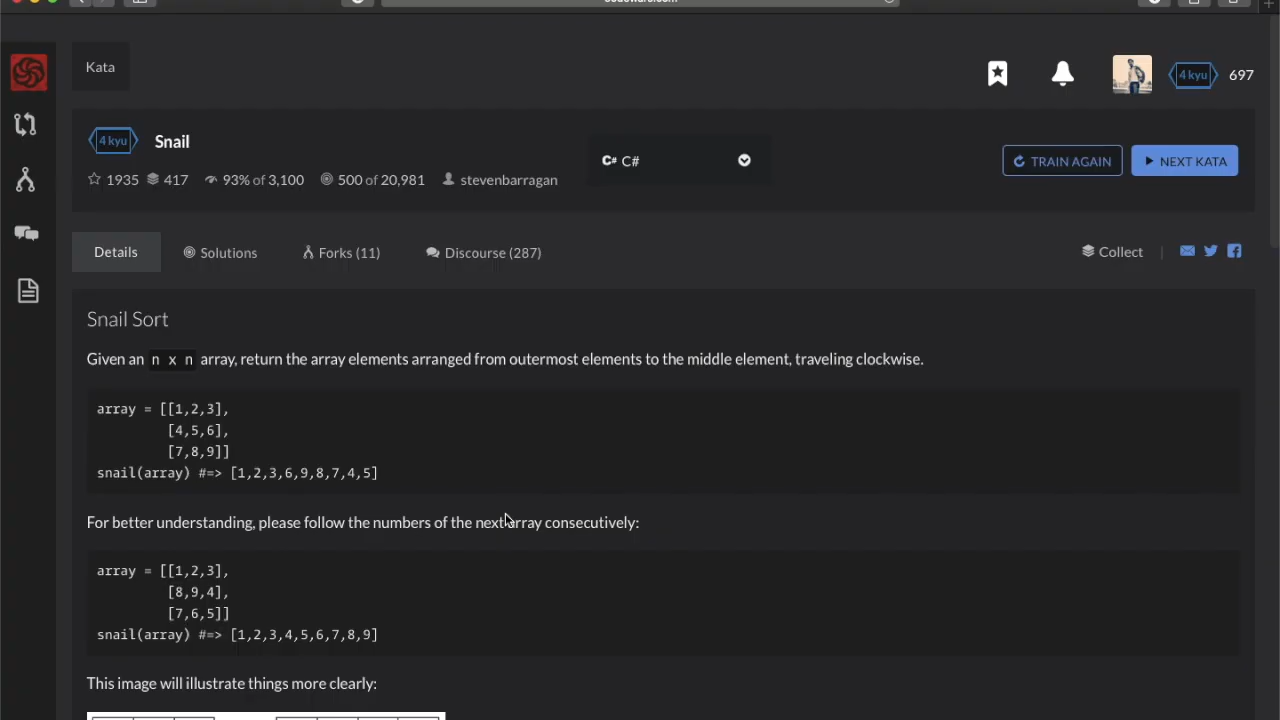 Kata
4 kyu
697
4 kyu
Snail
C# C#
TRAIN AGAIN
NEXT KATA
1935
417
93% of 3,100
500 of 20,981
stevenbarragan
Details
Solutions
Forks (11)
Discourse (287)
Collect
Snail Sort
Given an n x n array, return the array elements arranged from outermost elements to the middle element, traveling clockwise.
array = [[1,2,3],
[4,5,6],
[7,8,9]]
snail(array) #=> [1,2,3,6,9,8,7,4,5]
For better understanding, please follow the numbers of the next array consecutively:
array = [[1,2,3],
[8,9,4],
[7,6,5]]
snail(array) #=> [1,2,3,4,5,6,7,8,9]
This image will illustrate things more clearly: